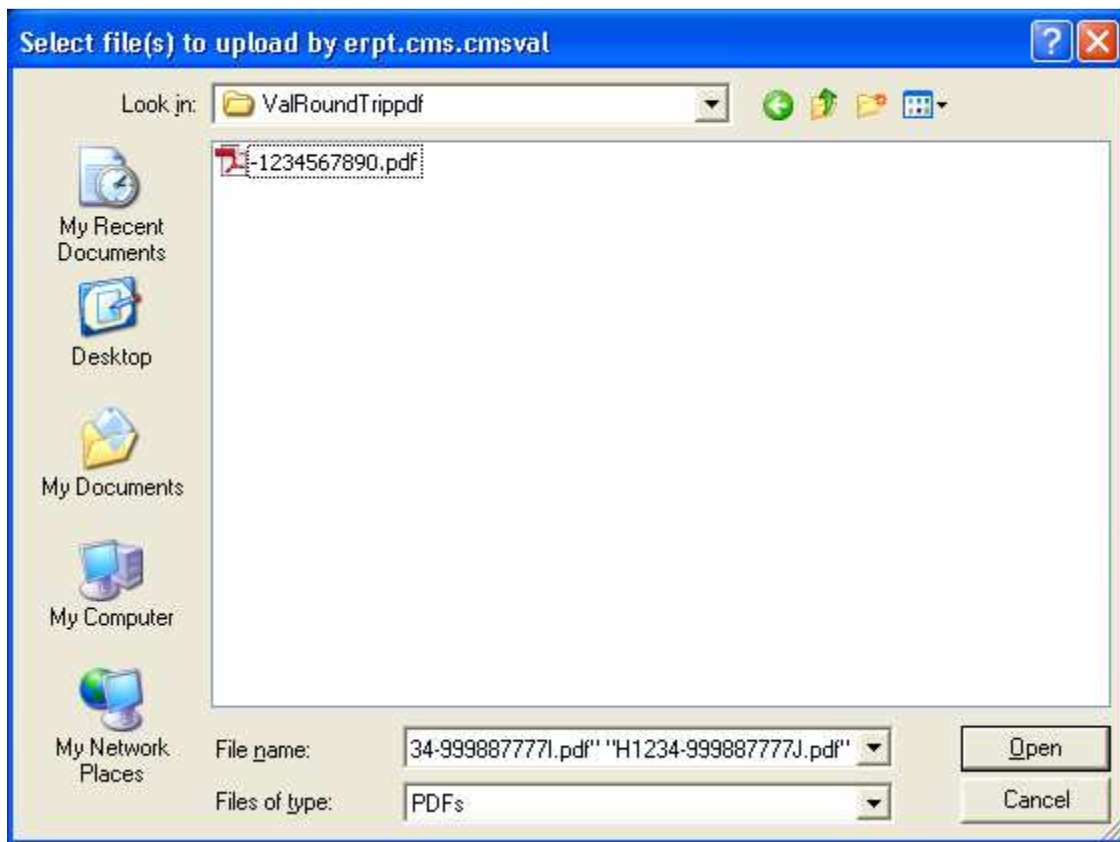 Select file(s) to upload by erpt.cms.cmsval
Look in: ValRoundTrippdf
-1234567890.pdf
My Recent
Documents
Desktop
My Documents
My Computer
My Network
Places
File name: 34-999887777I.pdf" "H1234-999887777J.pdf"
Open
Files of type: PDFs
Cancel